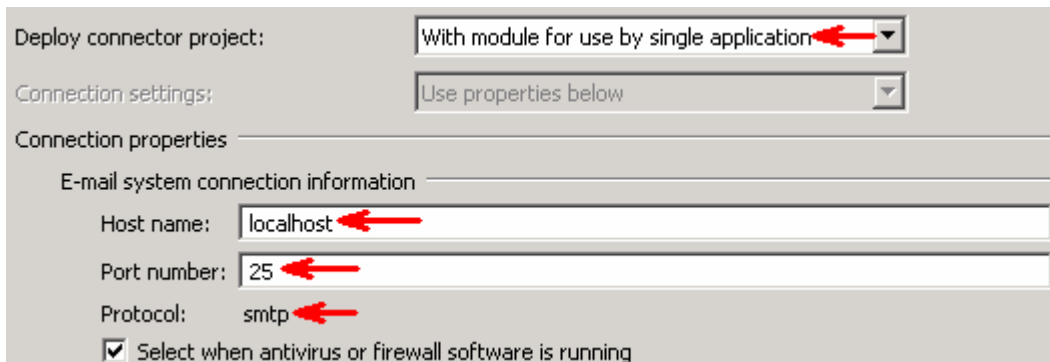 Deploy connector project: With module for use by single application
Connection settings: Use properties below
Connection properties
E-mail system connection information
Host name: localhost
Port number: 25
Protocol: smtp
Select when antivirus or firewall software is running